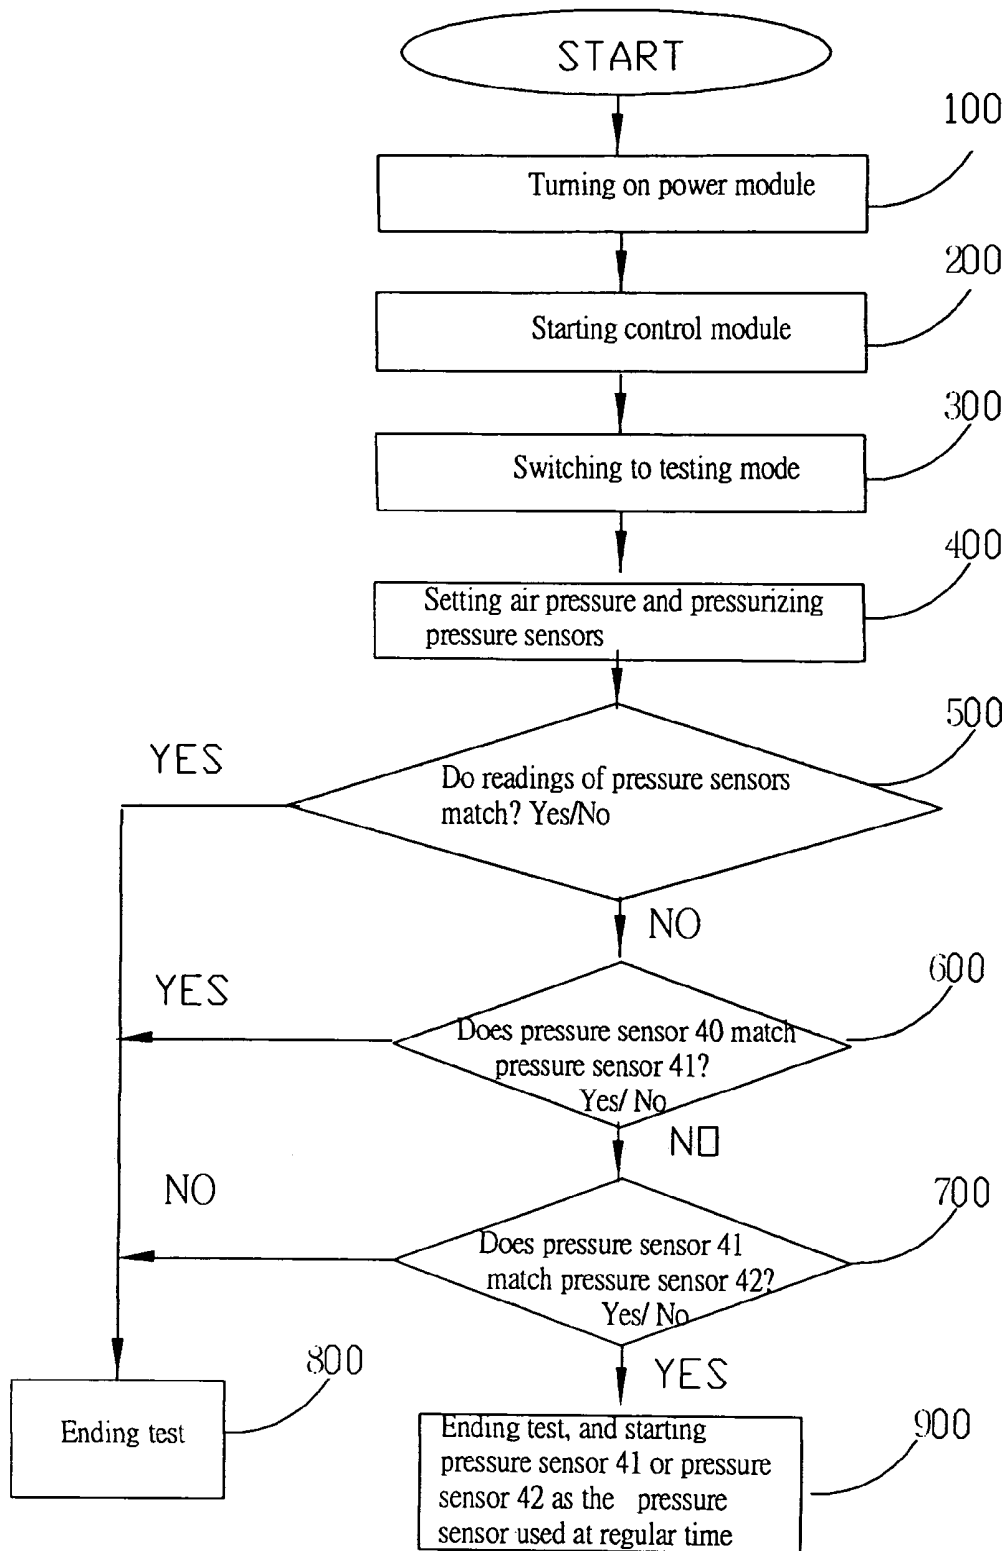 START
100
Turning on power module
200
Starting control module
300
Switching to testing mode
400
Setting air pressure and pressurizing
pressure sensors
500
YES
Do readings of pressure sensors
match? Yes/No
NO
600
YES
Does pressure sensor 40 match
pressure sensor 41?
Yes/ No
NO
700
NO
Does pressure sensor 41
match pressure sensor 42?
Yes/ No
800
YES
Ending test
900
Ending test, and starting
pressure sensor 41 or pressure
sensor 42 as the pressure
sensor used at regular time